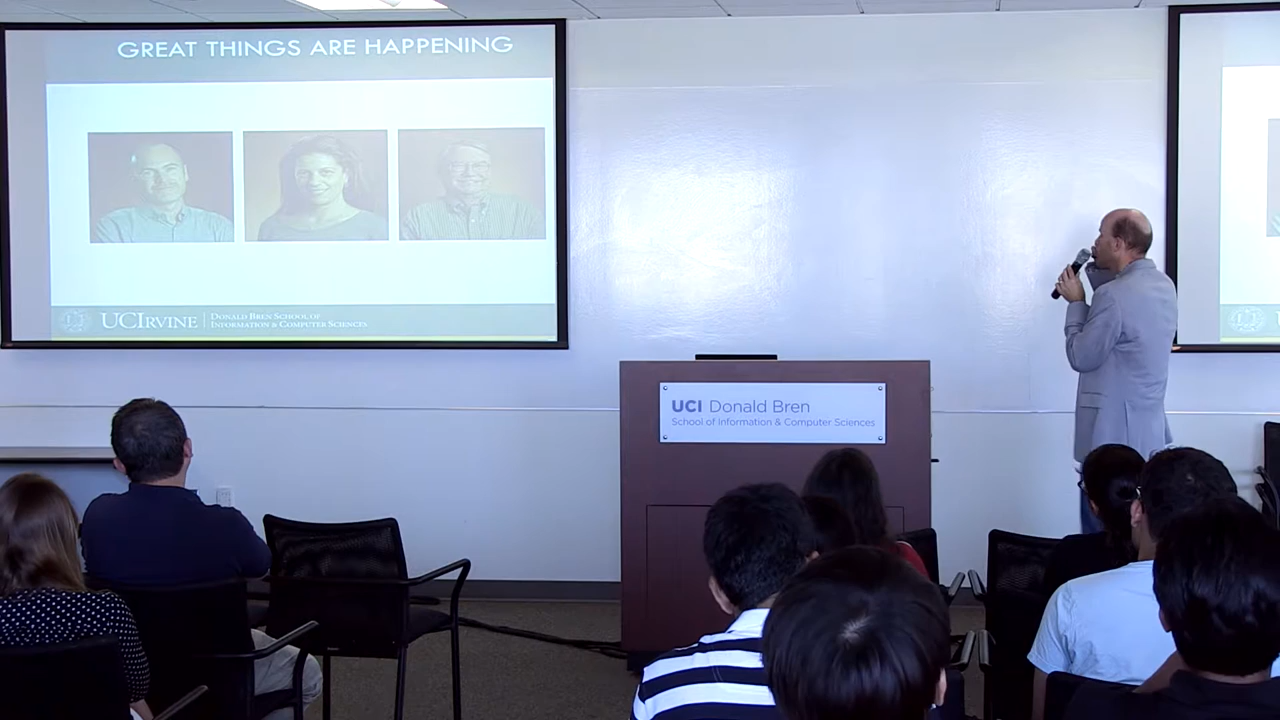 GREAT THINGS ARE HAPPENING
UCIRVINE
DONALD BREN SCHOOL OF
INFORMATION & COMPUTER SCIENCES
UCI Donald Bren
School of Information & Computer Sciences